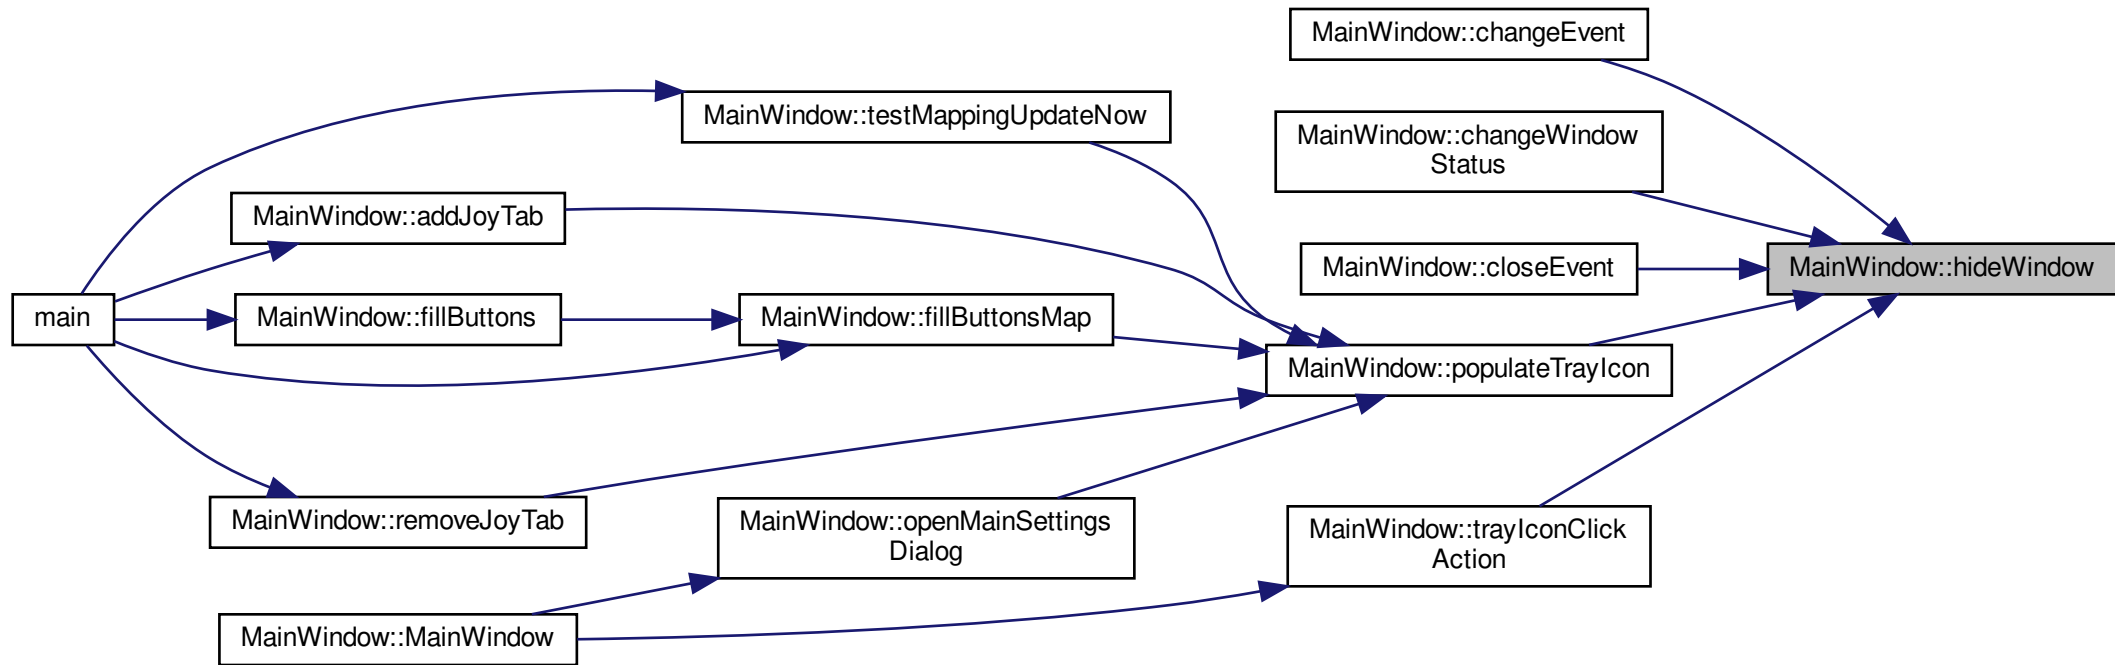 MainWindow::changeEvent
MainWindow::testMappingUpdateNow
MainWindow::changeWindow
Status
MainWindow::addJoyTab
MainWindow::closeEvent
MainWindow::hideWindow
main
MainWindow::fillButtons
MainWindow::fillButtonsMap
MainWindow::populateTrayIcon
MainWindow::removeJoyTab
MainWindow::openMainSettings
Dialog
MainWindow::trayIconClick
Action
MainWindow::MainWindow